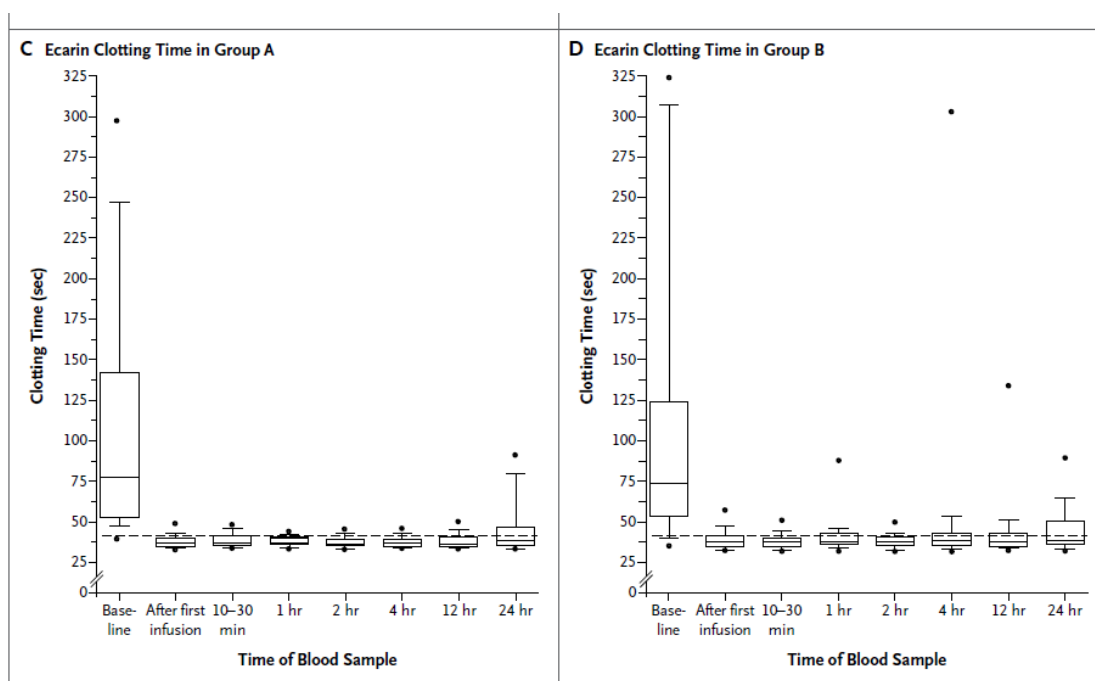 C Ecarin Clotting Time in Group A
Clotting Time (sec)
325
300
275
250
225
200
175
150
125
100
75
50
25
0
Base- After first 10–30 1 hr 2 hr 4 hr 12 hr 24 hr
line infusion min
Time of Blood Sample
D Ecarin Clotting Time in Group B
Clotting Time (sec)
325
300
275
250
225
200
175
150
125
100
75
50
25
0
Base- After first 10–30 1 hr 2 hr 4 hr 12 hr 24 hr
line infusion min
Time of Blood Sample